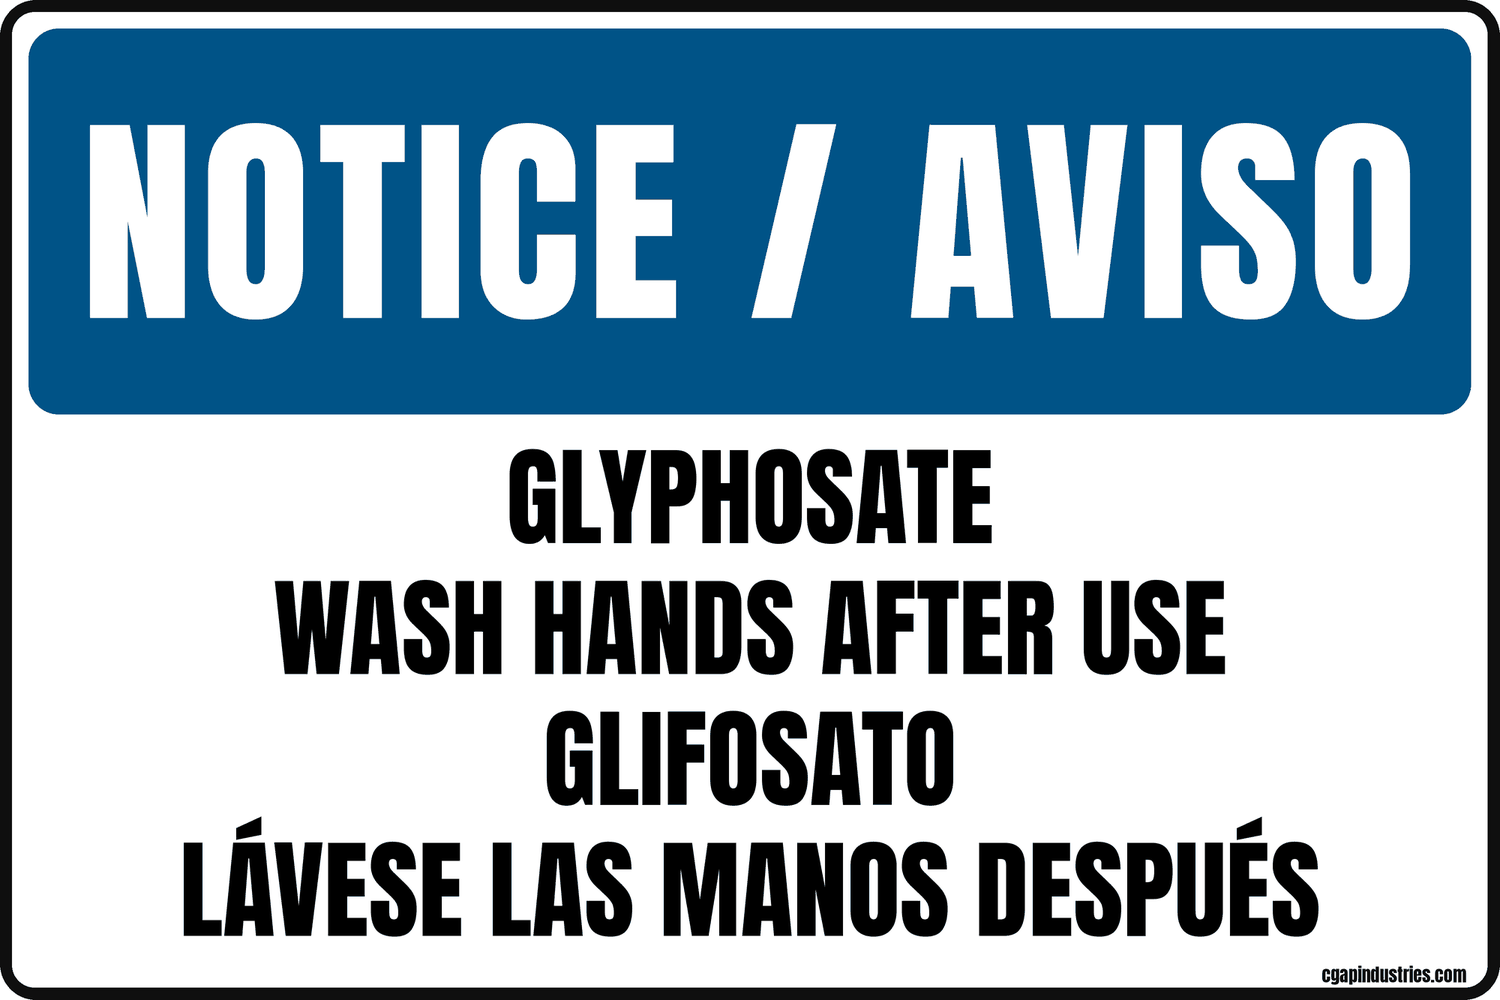 NOTICE / AVISO
GLYPHOSATE
WASH HANDS AFTER USE
GLIFOSATO
LÁVESE LAS MANOS DESPUÉS
cgapindustries.com